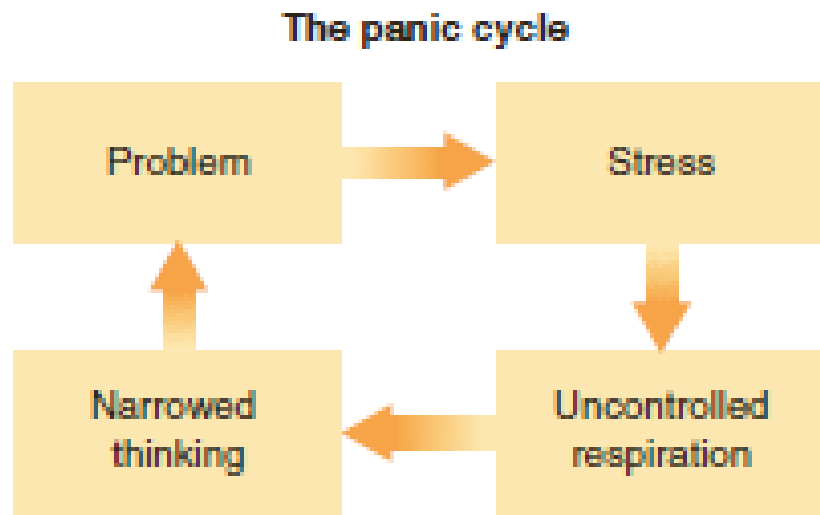 The panic cycle
Problem
Stress
Narrowed
thinking
Uncontrolled
respiration